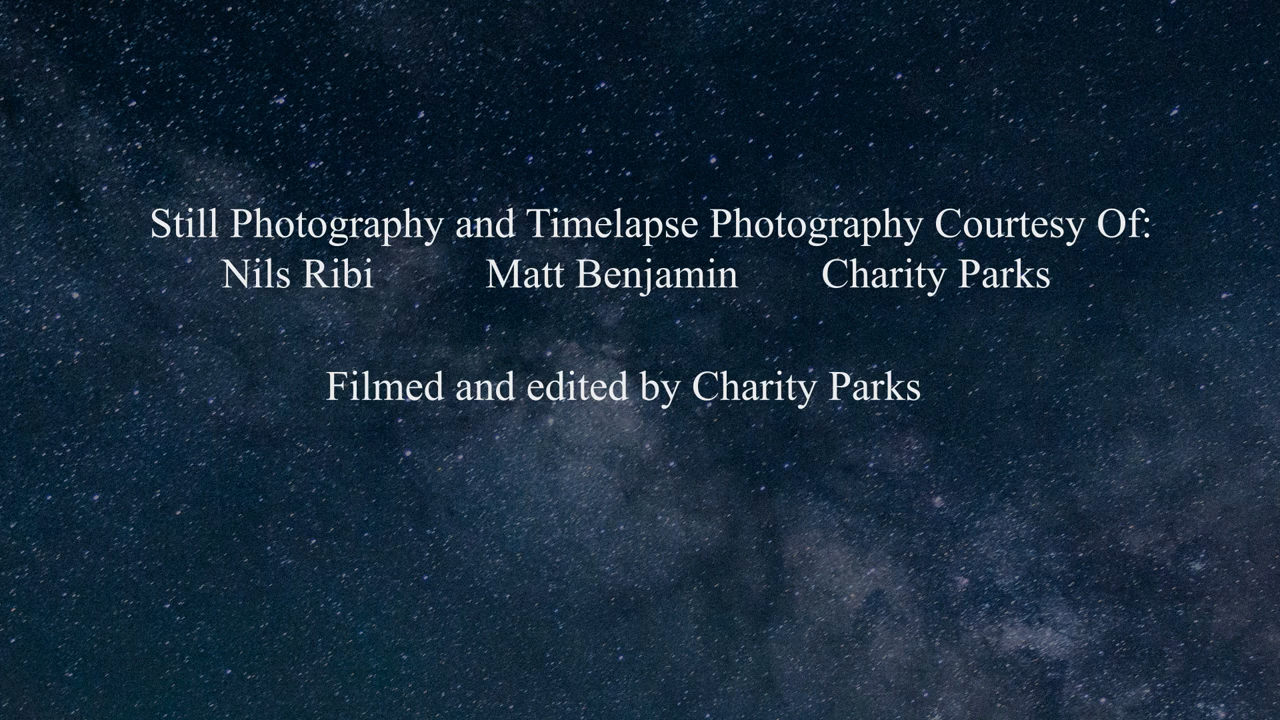 Still Photography and Timelapse Photography Courtesy Of:
Nils Ribi Matt Benjamin Charity Parks
Filmed and edited by Charity Parks